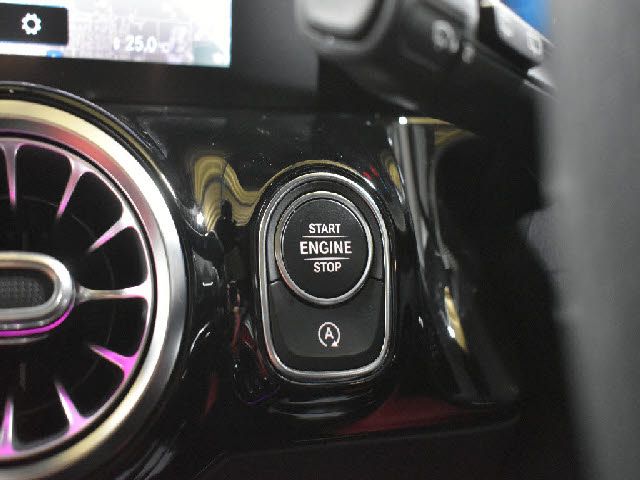 25.0°C
START
ENGINE
STOP
A